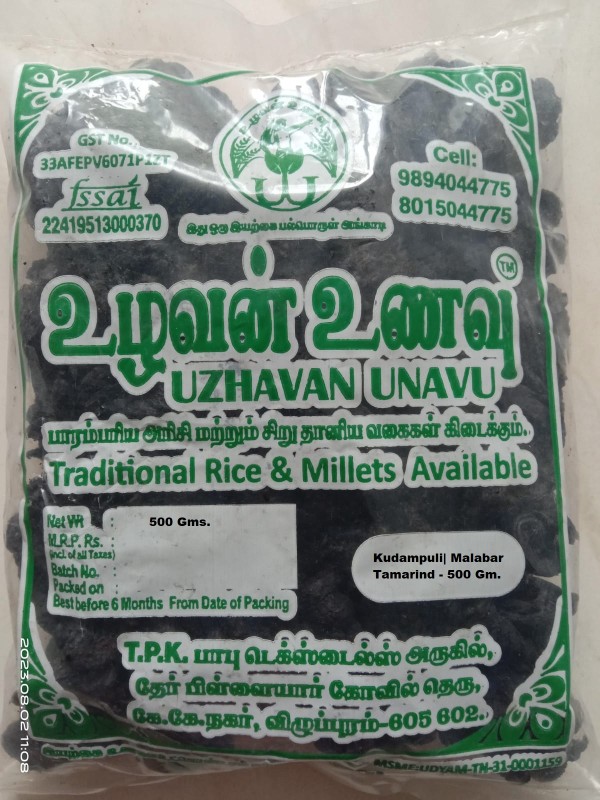 GST No.
33AFEPV6071P1ZT
fssai
22419513000370
Cell:
9894044775
8015044775
இது ஒரு இயற்கை பல்பொருள் அங்காடி
TM
உழவன் உணவு
UZHAVAN UNAVU
பாரம்பரிய அரிசி மற்றும் சிறு தானிய வகைகள் கிடைக்கும்.
Traditional Rice & Millets Available
Net Wt : 500 Gms.
M.R.P. Rs. :
(incl. of all Taxes)
Batch No. :
Packed on :
Best before 6 Months From Date of Packing
Kudampuli| Malabar
Tamarind - 500 Gm.
T.P.K. பாபு டெக்ஸ்டைல்ஸ் அருகில்,
தேர் பிள்ளையார் கோவில் தெரு,
கே.கே.நகர், விழுப்புரம்-605 602.
MSME:UDYAM-TN-31-0001159
2023.08.02 11:08